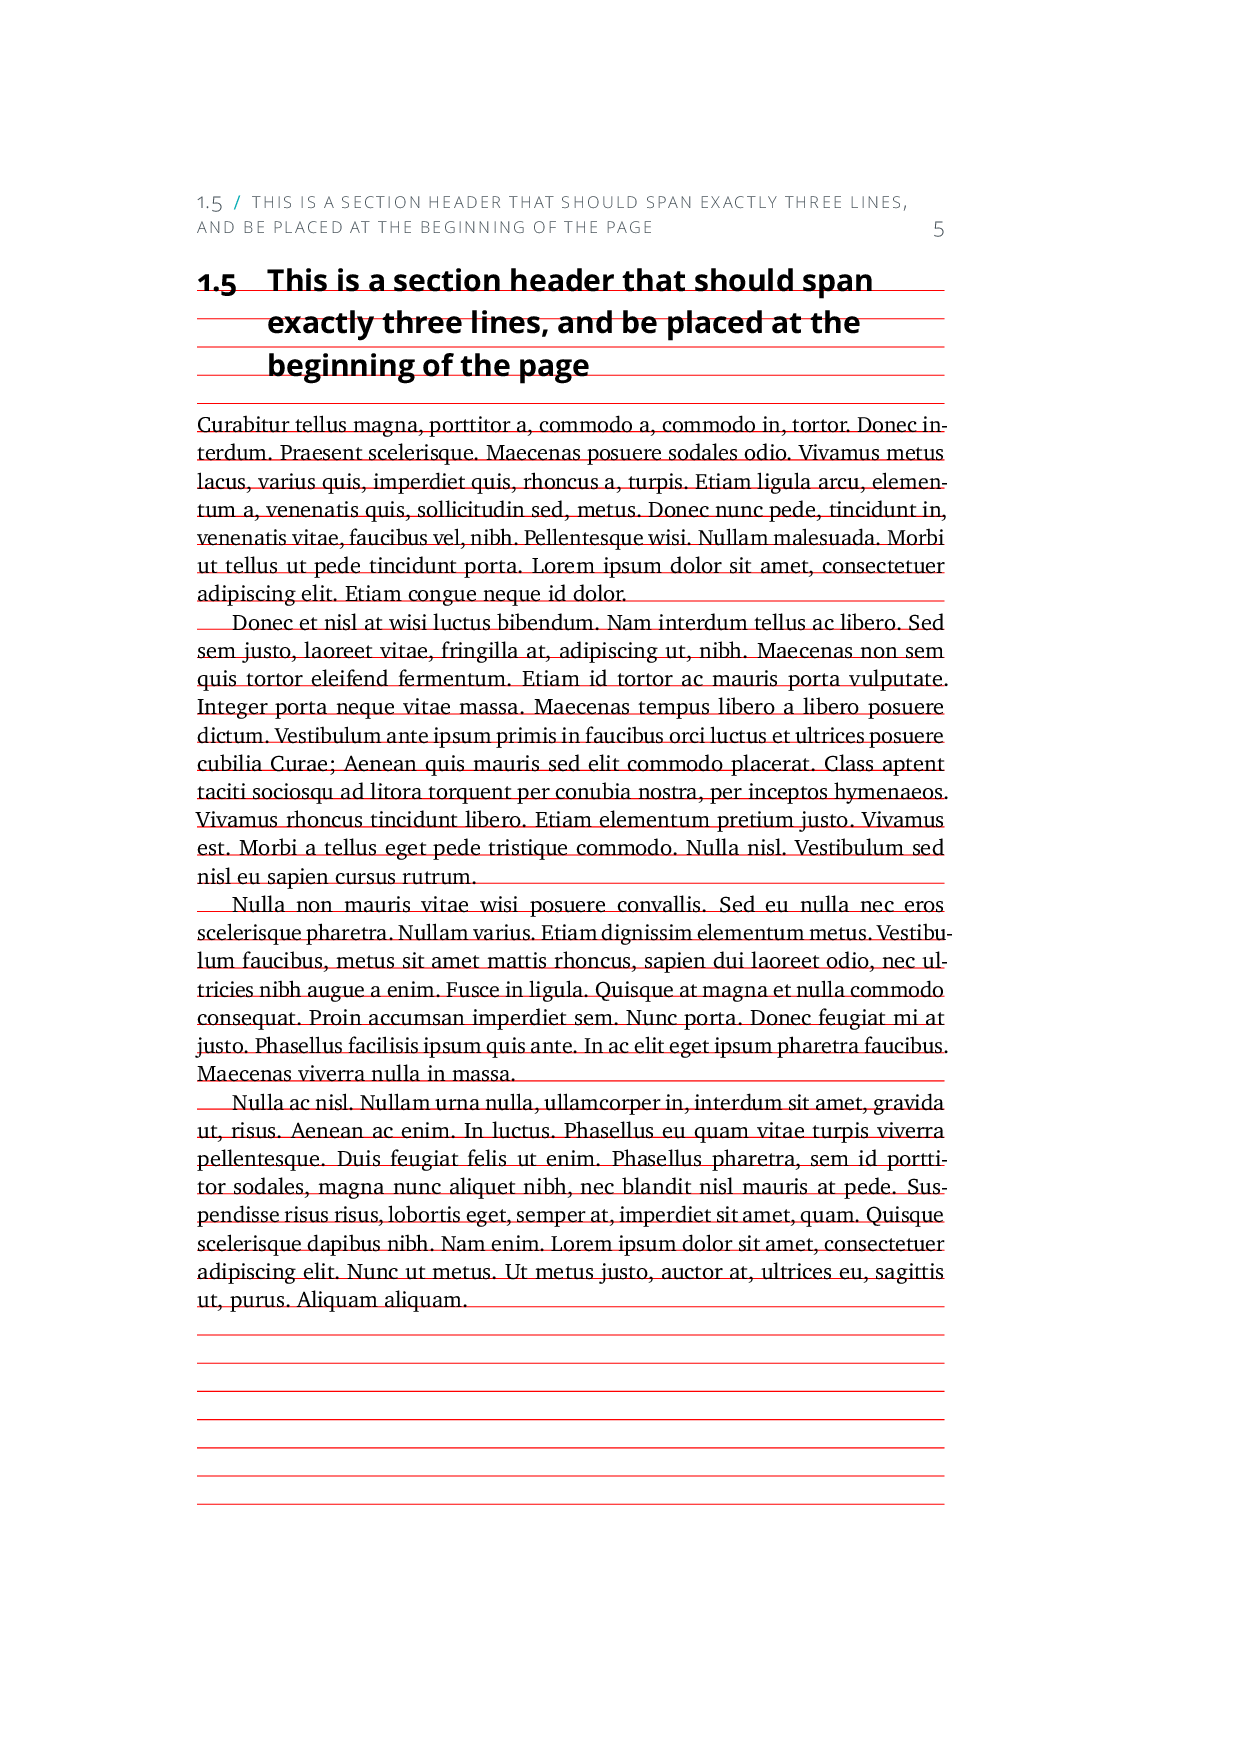 1.5 / THIS IS A SECTION HEADER THAT SHOULD SPAN EXACTLY THREE LINES,
AND BE PLACED AT THE BEGINNING OF THE PAGE 5
1.5 This is a section header that should span
exactly three lines, and be placed at the
beginning of the page
Curabitur tellus magna, porttitor a, commodo a, commodo in, tortor. Donec in-
terdum. Praesent scelerisque. Maecenas posuere sodales odio. Vivamus metus
lacus, varius quis, imperdiet quis, rhoncus a, turpis. Etiam ligula arcu, elemen-
tum a, venenatis quis, sollicitudin sed, metus. Donec nunc pede, tincidunt in,
venenatis vitae, faucibus vel, nibh. Pellentesque wisi. Nullam malesuada. Morbi
ut tellus ut pede tincidunt porta. Lorem ipsum dolor sit amet, consectetuer
adipiscing elit. Etiam congue neque id dolor.
Donec et nisl at wisi luctus bibendum. Nam interdum tellus ac libero. Sed
sem justo, laoreet vitae, fringilla at, adipiscing ut, nibh. Maecenas non sem
quis tortor eleifend fermentum. Etiam id tortor ac mauris porta vulputate.
Integer porta neque vitae massa. Maecenas tempus libero a libero posuere
dictum. Vestibulum ante ipsum primis in faucibus orci luctus et ultrices posuere
cubilia Curae; Aenean quis mauris sed elit commodo placerat. Class aptent
taciti sociosqu ad litora torquent per conubia nostra, per inceptos hymenaeos.
Vivamus rhoncus tincidunt libero. Etiam elementum pretium justo. Vivamus
est. Morbi a tellus eget pede tristique commodo. Nulla nisl. Vestibulum sed
nisl eu sapien cursus rutrum.
Nulla non mauris vitae wisi posuere convallis. Sed eu nulla nec eros
scelerisque pharetra. Nullam varius. Etiam dignissim elementum metus. Vestibu-
lum faucibus, metus sit amet mattis rhoncus, sapien dui laoreet odio, nec ul-
tricies nibh augue a enim. Fusce in ligula. Quisque at magna et nulla commodo
consequat. Proin accumsan imperdiet sem. Nunc porta. Donec feugiat mi at
justo. Phasellus facilisis ipsum quis ante. In ac elit eget ipsum pharetra faucibus.
Maecenas viverra nulla in massa.
Nulla ac nisl. Nullam urna nulla, ullamcorper in, interdum sit amet, gravida
ut, risus. Aenean ac enim. In luctus. Phasellus eu quam vitae turpis viverra
pellentesque. Duis feugiat felis ut enim. Phasellus pharetra, sem id portti-
tor sodales, magna nunc aliquet nibh, nec blandit nisl mauris at pede. Sus-
pendisse risus risus, lobortis eget, semper at, imperdiet sit amet, quam. Quisque
scelerisque dapibus nibh. Nam enim. Lorem ipsum dolor sit amet, consectetuer
adipiscing elit. Nunc ut metus. Ut metus justo, auctor at, ultrices eu, sagittis
ut, purus. Aliquam aliquam.